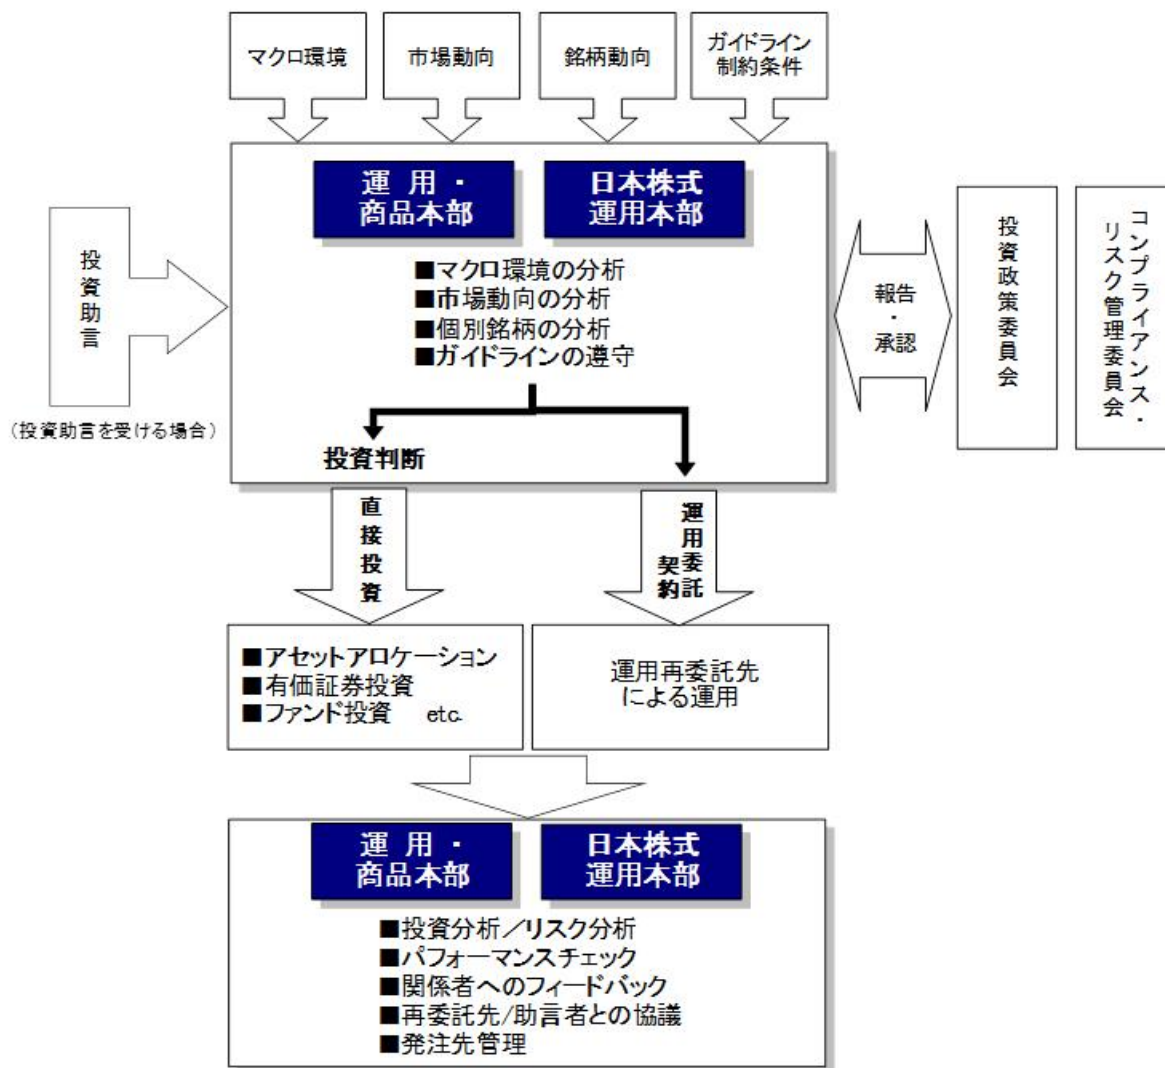 マクロ環境
市場動向
銘柄動向
ガイドライン
制約条件
運 用 ・
商品本部
日本株式
運用本部
■マクロ環境の分析
■市場動向の分析
■個別銘柄の分析
■ガイドラインの遵守
投資助言
(投資助言を受ける場合)
報告
・
承認
投資政策委員会
コンプライアンス・
リスク管理委員会
投資判断
直接投資
運用委託
契約
■アセットアロケーション
■有価証券投資
■ファンド投資 etc.
運用再委託先
による運用
運 用 ・
商品本部
日本株式
運用本部
■投資分析/リスク分析
■パフォーマンスチェック
■関係者へのフィードバック
■再委託先/助言者との協議
■発注先管理